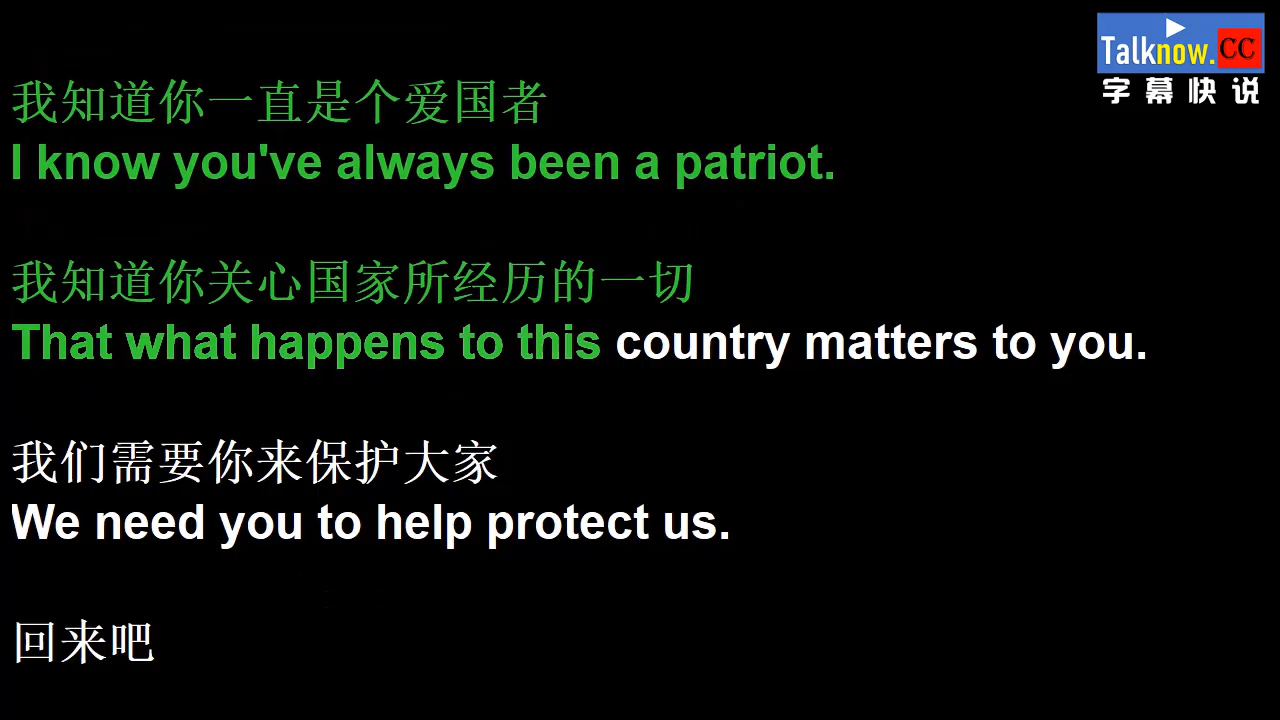 Talknow.CC
字幕快说
我知道你一直是个爱国者
I know you've always been a patriot.
我知道你关心国家所经历的一切
That what happens to this country matters to you.
我们需要你来保护大家
We need you to help protect us.
回来吧